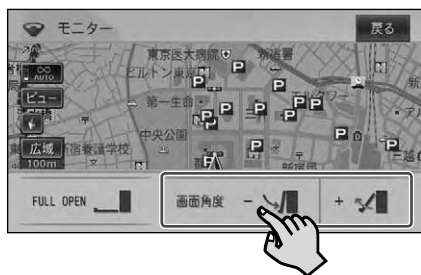 モニター
戻る
東京医大病院
新宿署
AUTO
ヒルトン東京
ビュー
第一生命
中央公園
広域
宿養護学校
100m
FULL OPEN
画面角度
-
+